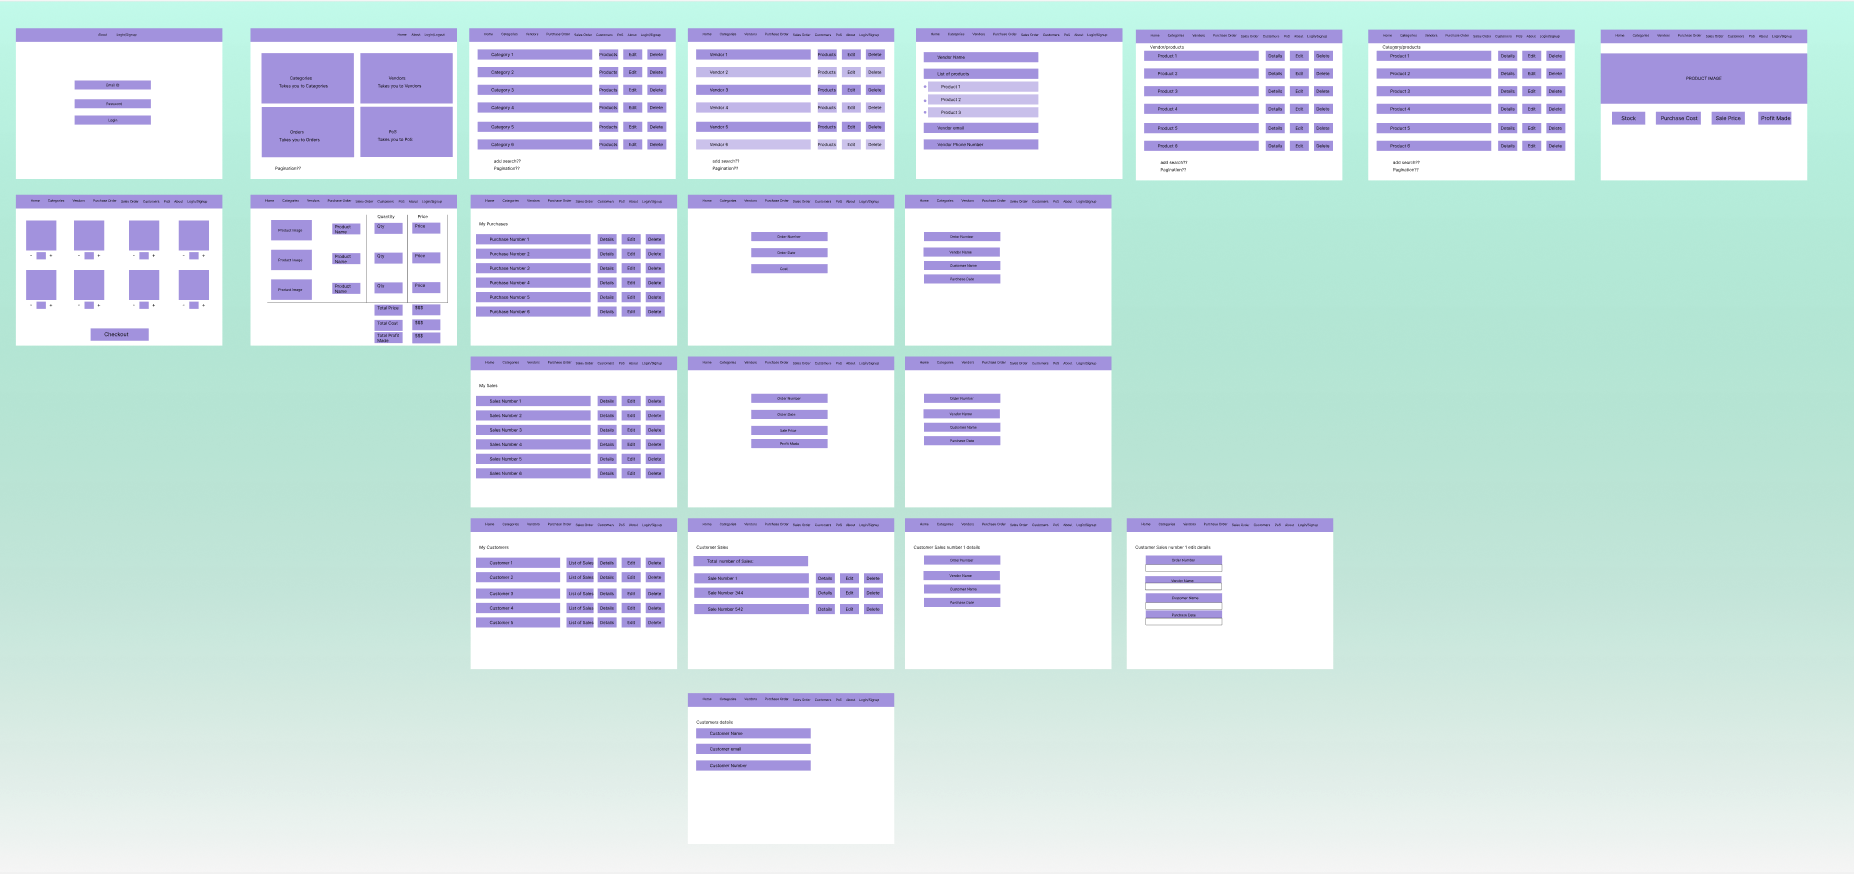 About Login/Signup
Email ID
Password
Login
Home About Login/Logout
Categories
Takes you to Categories
Vendors
Takes you to Vendors
Orders
Takes you to Orders
PoS
Takes you to PoS
Pagination??
Home Categories Vendors Purchase Order Sales Order Customers PoS About Login/Signup
Category 1 Products Edit Delete
Category 2 Products Edit Delete
Category 3 Products Edit Delete
Category 4 Products Edit Delete
Category 5 Products Edit Delete
Category 6 Products Edit Delete
add search??
Pagination??
Home Categories Vendors Purchase Order Sales Order Customers PoS About Login/Signup
Vendor 1 Products Edit Delete
Vendor 2 Products Edit Delete
Vendor 3 Products Edit Delete
Vendor 4 Products Edit Delete
Vendor 5 Products Edit Delete
Vendor 6 Products Edit Delete
add search??
Pagination??
Home Categories Vendors Purchase Order Sales Order Customers PoS About Login/Signup
Vendor Name
List of products
Product 1
Product 2
Product 3
Vendor email
Vendor Phone Number
Home Categories Vendors Purchase Order Sales Order Customers PoS About Login/Signup
Vendor/products
Product 1 Details Edit Delete
Product 2 Details Edit Delete
Product 3 Details Edit Delete
Product 4 Details Edit Delete
Product 5 Details Edit Delete
Product 6 Details Edit Delete
add search??
Pagination??
Home Categories Vendors Purchase Order Sales Order Customers PoS About Login/Signup
Category/products
Product 1 Details Edit Delete
Product 2 Details Edit Delete
Product 3 Details Edit Delete
Product 4 Details Edit Delete
Product 5 Details Edit Delete
Product 6 Details Edit Delete
add search??
Pagination??
Home Categories Vendors Purchase Order Sales Order Customers PoS About Login/Signup
PRODUCT IMAGE
Stock Purchase Cost Sale Price Profit Made
Home Categories Vendors Purchase Order Sales Order Customers PoS About Login/Signup
- + - + - + - +
- + - + - + - +
Checkout
Home Categories Vendors Purchase Order Sales Order Customers PoS About Login/Signup
Quantity Price
Product Image Product Name Qty Price
Product Image Product Name Qty Price
Product Image Product Name Qty Price
Total Price $$$
Total Cost $$$
Total Profit Made $$$
Home Categories Vendors Purchase Order Sales Order Customers PoS About Login/Signup
My Purchases
Purchase Number 1 Details Edit Delete
Purchase Number 2 Details Edit Delete
Purchase Number 3 Details Edit Delete
Purchase Number 4 Details Edit Delete
Purchase Number 5 Details Edit Delete
Purchase Number 6 Details Edit Delete
Home Categories Vendors Purchase Order Sales Order Customers PoS About Login/Signup
Order Number
Order Date
Cost
Home Categories Vendors Purchase Order Sales Order Customers PoS About Login/Signup
Order Number
Vendor Name
Customer Name
Purchase Date
Home Categories Vendors Purchase Order Sales Order Customers PoS About Login/Signup
My Sales
Sales Number 1 Details Edit Delete
Sales Number 2 Details Edit Delete
Sales Number 3 Details Edit Delete
Sales Number 4 Details Edit Delete
Sales Number 5 Details Edit Delete
Sales Number 6 Details Edit Delete
Home Categories Vendors Purchase Order Sales Order Customers PoS About Login/Signup
Order Number
Order Date
Sale Price
Profit Made
Home Categories Vendors Purchase Order Sales Order Customers PoS About Login/Signup
Order Number
Vendor Name
Customer Name
Purchase Date
Home Categories Vendors Purchase Order Sales Order Customers PoS About Login/Signup
My Customers
Customer 1 List of Sales Details Edit Delete
Customer 2 List of Sales Details Edit Delete
Customer 3 List of Sales Details Edit Delete
Customer 4 List of Sales Details Edit Delete
Customer 5 List of Sales Details Edit Delete
Home Categories Vendors Purchase Order Sales Order Customers PoS About Login/Signup
Customer Sales
Total number of Sales
Sale Number 1 Details Edit Delete
Sale Number 344 Details Edit Delete
Sale Number 542 Details Edit Delete
Home Categories Vendors Purchase Order Sales Order Customers PoS About Login/Signup
Customer Sales number 1 details
Order Number
Vendor Name
Customer Name
Purchase Date
Home Categories Vendors Purchase Order Sales Order Customers PoS About Login/Signup
Customer Sales number 1 edit details
Order Number
Vendor Name
Customer Name
Purchase Date
Home Categories Vendors Purchase Order Sales Order Customers PoS About Login/Signup
Customers details
Customer Name
Customer email
Customer Number